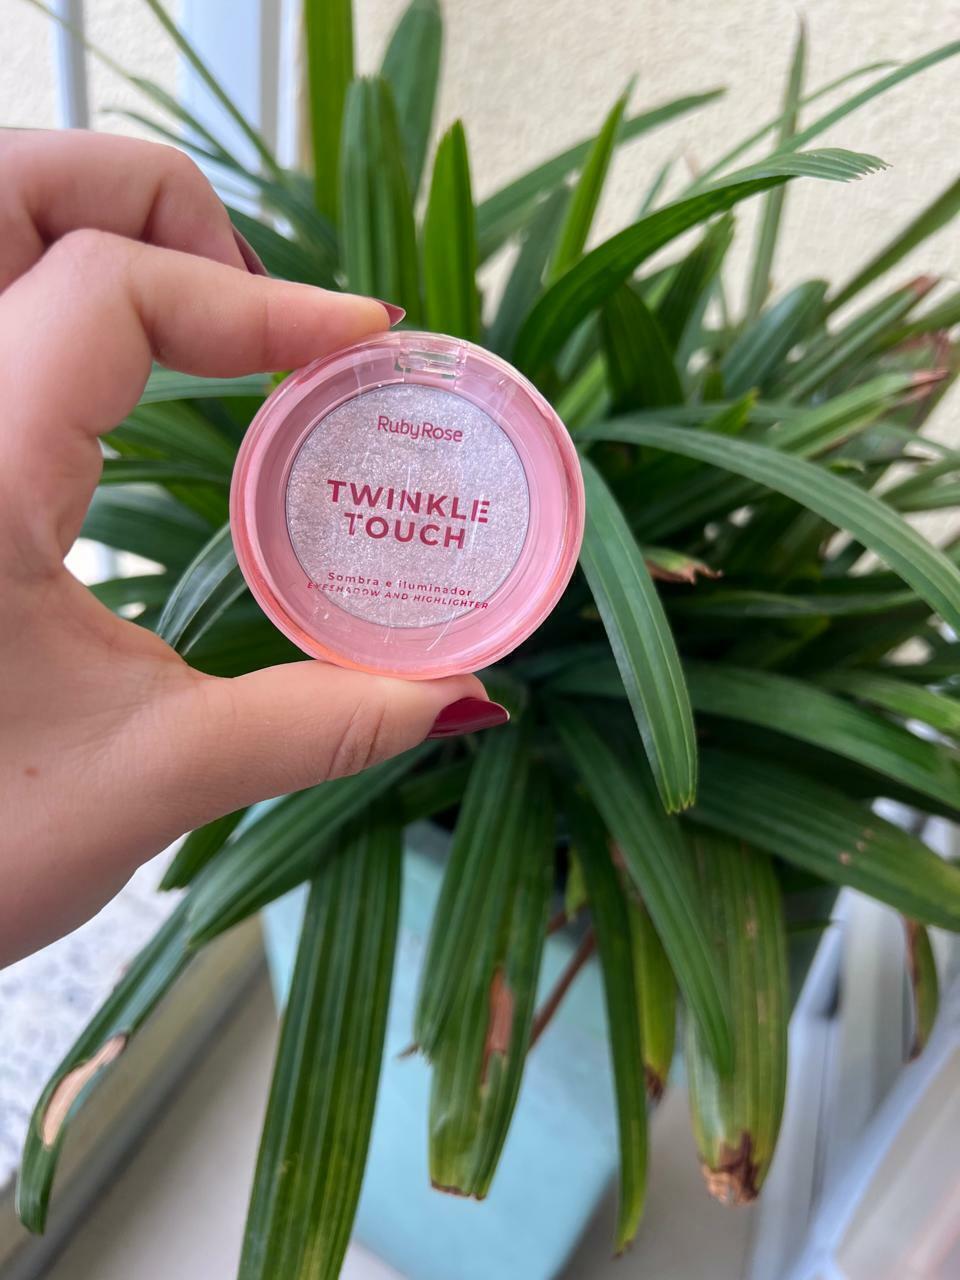 RubyRose
TWINKLE
TOUCH
Sombra e iluminador
EYESHADOW AND HIGHLIGHTER